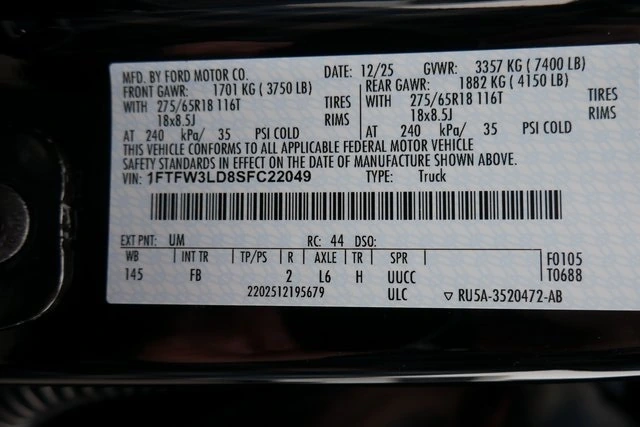 MFD. BY FORD MOTOR CO. DATE: 12/25 GVWR: 3357 KG ( 7400 LB)
FRONT GAWR: 1701 KG ( 3750 LB) REAR GAWR: 1882 KG ( 4150 LB)
WITH 275/65R18 116T TIRES WITH 275/65R18 116T TIRES
18x8.5J RIMS 18x8.5J RIMS
AT 240 kPa/ 35 PSI COLD AT 240 kPa/ 35 PSI COLD
THIS VEHICLE CONFORMS TO ALL APPLICABLE FEDERAL MOTOR VEHICLE
SAFETY STANDARDS IN EFFECT ON THE DATE OF MANUFACTURE SHOWN ABOVE.
VIN: 1FTFW3LD8SFC22049 TYPE: Truck
EXT PNT: UM RC: 44 DSO:
WB INT TR TP/PS R AXLE TR SPR F0105
145 FB 2 L6 H UUCC T0688
2202512195679 ULC ▽ RU5A-3520472-AB